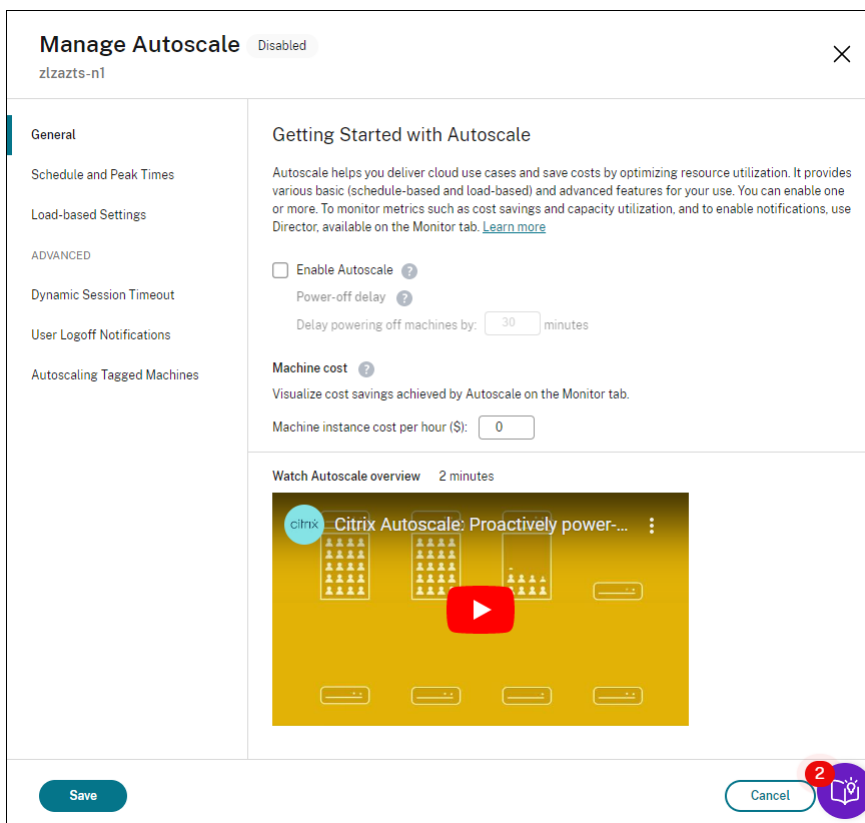 Manage Autoscale Disabled
zlzazts-n1
General
Schedule and Peak Times
Load-based Settings
ADVANCED
Dynamic Session Timeout
User Logoff Notifications
Autoscaling Tagged Machines
Getting Started with Autoscale
Autoscale helps you deliver cloud use cases and save costs by optimizing resource utilization. It provides
various basic (schedule-based and load-based) and advanced features for your use. You can enable one
or more. To monitor metrics such as cost savings and capacity utilization, and to enable notifications, use
Director, available on the Monitor tab. Learn more
Enable Autoscale ?
Power-off delay ?
Delay powering off machines by: 30 minutes
Machine cost ?
Visualize cost savings achieved by Autoscale on the Monitor tab.
Machine instance cost per hour ($): 0
Watch Autoscale overview 2 minutes
citrix Citrix Autoscale: Proactively power-...
Save
Cancel
2